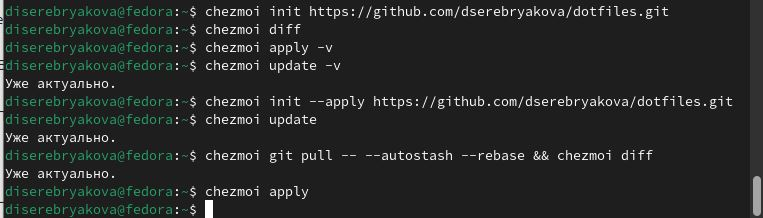 diserebryakova@fedora:~$ chezmoi init https://github.com/dserebryakova/dotfiles.git
diserebryakova@fedora:~$ chezmoi diff
diserebryakova@fedora:~$ chezmoi apply -v
diserebryakova@fedora:~$ chezmoi update -v
Уже актуально.
diserebryakova@fedora:~$ chezmoi init --apply https://github.com/dserebryakova/dotfiles.git
diserebryakova@fedora:~$ chezmoi update
Уже актуально.
diserebryakova@fedora:~$ chezmoi git pull -- --autostash --rebase && chezmoi diff
Уже актуально.
diserebryakova@fedora:~$ chezmoi apply
diserebryakova@fedora:~$